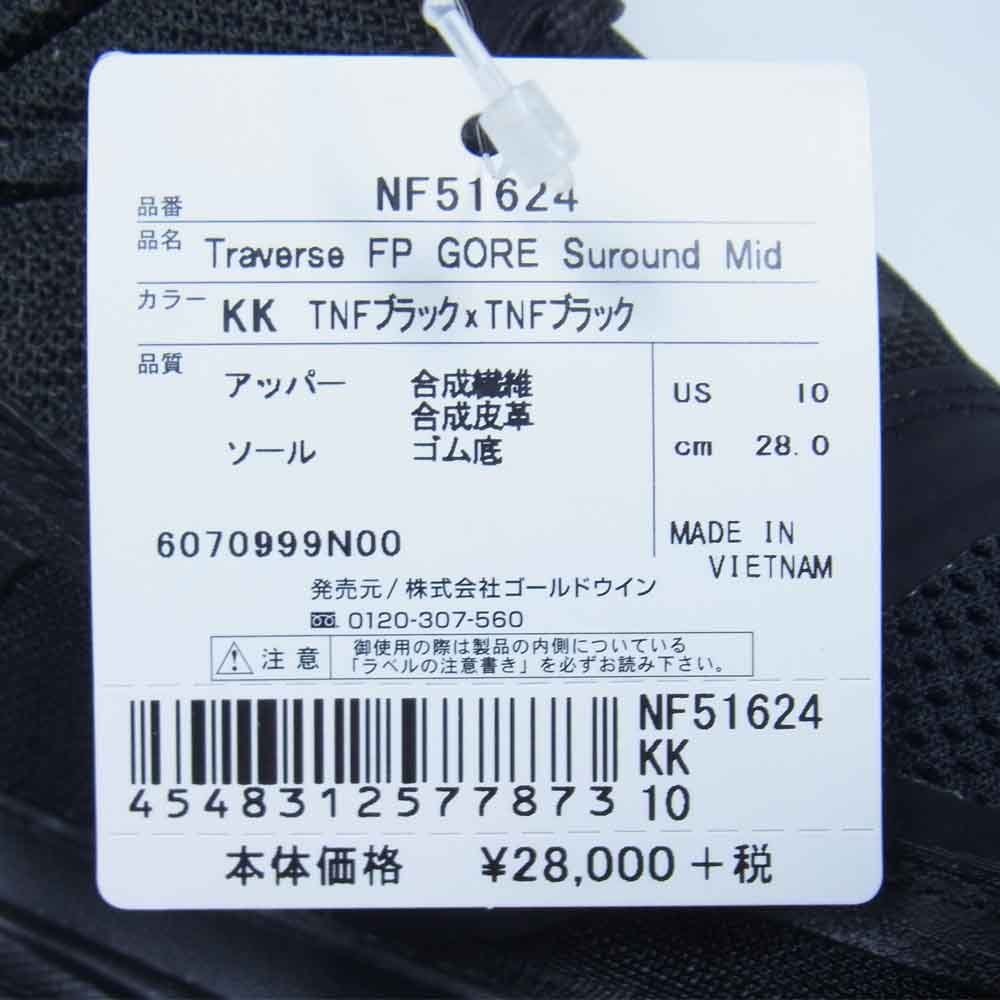 品番 NF51624
品名 Traverse FP GORE Suround Mid
カラー KK TNFブラックxTNFブラック
品質 アッパー 合成繊維 US 10
合成皮革
ソール ゴム底 cm 28.0
6070999N00 MADE IN
VIETNAM
発売元/株式会社ゴールドウイン
0120-307-560
注意 御使用の際は製品の内側についている
「ラベルの注意書き」を必ずお読み下さい。
NF51624
KK
4548312577873 10
本体価格 ¥28,000+税